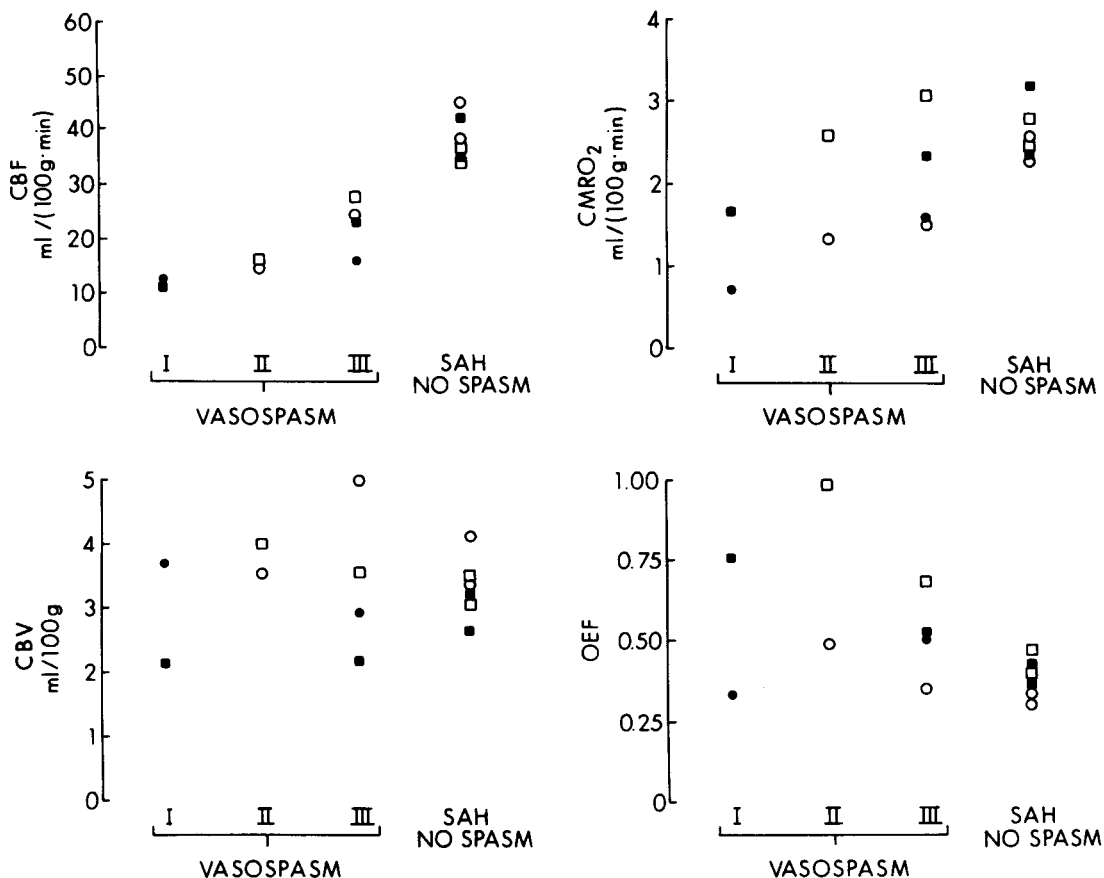 60
50
40
30
20
10
0
CBF
ml/(100g·min)
I II III SAH
NO SPASM
VASOSPASM
4
3
2
1
0
CMRO2
ml/(100g·min)
I II III SAH
NO SPASM
VASOSPASM
5
4
3
2
1
0
CBV
ml/100g
I II III SAH
NO SPASM
VASOSPASM
1.00
0.75
0.50
0.25
0
OEF
I II III SAH
NO SPASM
VASOSPASM